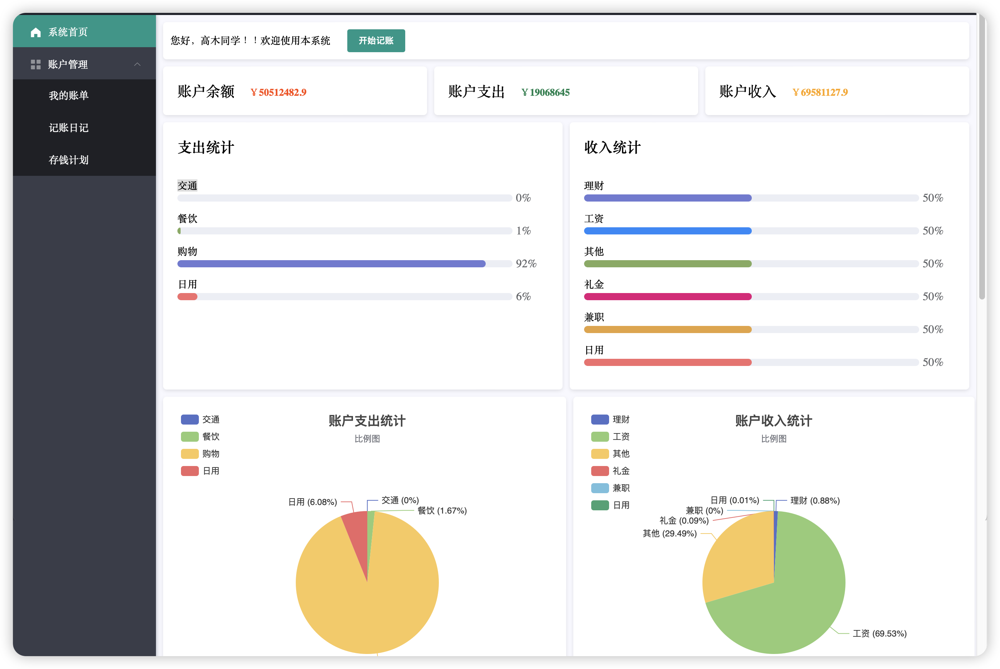 系统首页
账户管理
我的账单
记账日记
存钱计划
您好，高木同学！！欢迎使用本系统
开始记账
账户余额 ￥50512482.9
账户支出 ￥19068645
账户收入 ￥69581127.9
支出统计
交通
0%
餐饮
1%
购物
92%
日用
6%
收入统计
理财
50%
工资
50%
其他
50%
礼金
50%
兼职
50%
日用
50%
账户支出统计
比例图
交通
餐饮
购物
日用
日用 (6.08%)
交通 (0%)
餐饮 (1.67%)
账户收入统计
比例图
理财
工资
其他
礼金
兼职
日用
日用 (0.01%)
理财 (0.88%)
兼职 (0%)
礼金 (0.09%)
其他 (29.49%)
工资 (69.53%)